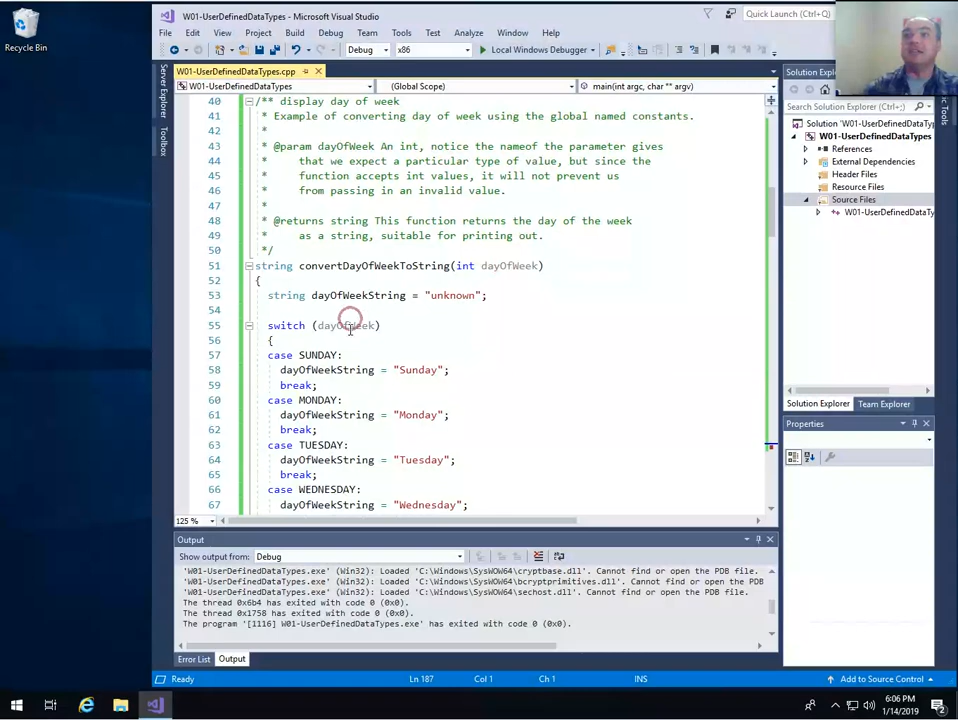 Recycle Bin
W01-UserDefinedDataTypes - Microsoft Visual Studio
Quick Launch (Ctrl+Q)
File Edit View Project Build Debug Team Tools Test Analyze Window Help
Debug x86 Local Windows Debugger
Server Explorer
Toolbox
W01-UserDefinedDataTypes.cpp
W01-UserDefinedDataTypes (Global Scope) main(int argc, char ** argv)
40 /** display day of week
41 * Example of converting day of week using the global named constants.
42 *
43 * @param dayOfWeek An int, notice the nameof the parameter gives
44 * that we expect a particular type of value, but since the
45 * function accepts int values, it will not prevent us
46 * from passing in an invalid value.
47 *
48 * @returns string This function returns the day of the week
49 * as a string, suitable for printing out.
50 */
51 string convertDayOfWeekToString(int dayOfWeek)
52 {
53 string dayOfWeekString = "unknown";
54
55 switch (dayOfWeek)
56 {
57 case SUNDAY:
58 dayOfWeekString = "Sunday";
59 break;
60 case MONDAY:
61 dayOfWeekString = "Monday";
62 break;
63 case TUESDAY:
64 dayOfWeekString = "Tuesday";
65 break;
66 case WEDNESDAY:
67 dayOfWeekString = "Wednesday";
125 %
Solution Explorer
Search Solution Explorer (Ctrl+;)
Solution 'W01-UserDefinedDataT
W01-UserDefinedDataTypes
References
External Dependencies
Header Files
Resource Files
Source Files
W01-UserDefinedDataTy
Solution Explorer Team Explorer
Properties
Tools
Output
Show output from: Debug
'W01-UserDefinedDataTypes.exe' (Win32): Loaded 'C:\Windows\SysWOW64\cryptbase.dll'. Cannot find or open the PDB file.
'W01-UserDefinedDataTypes.exe' (Win32): Loaded 'C:\Windows\SysWOW64\bcryptprimitives.dll'. Cannot find or open the PDB
'W01-UserDefinedDataTypes.exe' (Win32): Loaded 'C:\Windows\SysWOW64\sechost.dll'. Cannot find or open the PDB file.
The thread 0x6b4 has exited with code 0 (0x0).
The thread 0x1758 has exited with code 0 (0x0).
The program '[1116] W01-UserDefinedDataTypes.exe' has exited with code 0 (0x0).
Error List Output
Ready Ln 187 Col 1 Ch 1 INS Add to Source Control
6:06 PM
1/14/2019
2